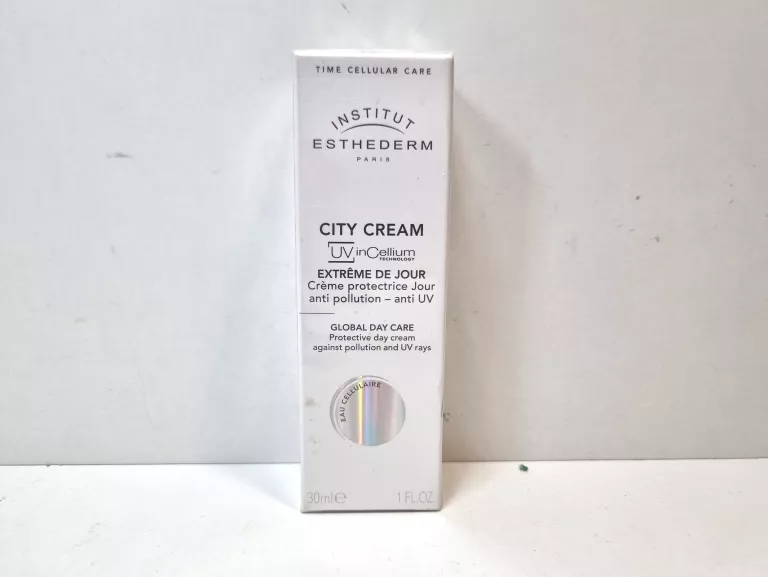 TIME CELLULAR CARE
INSTITUT
ESTHEDERM
PARIS
CITY CREAM
UV inCellium
TECHNOLOGY
EXTRÊME DE JOUR
Crème protectrice Jour
anti pollution – anti UV
GLOBAL DAY CARE
Protective day cream
against pollution and UV rays
EAU CELLULAIRE
30ml℮ 1 FL.OZ.